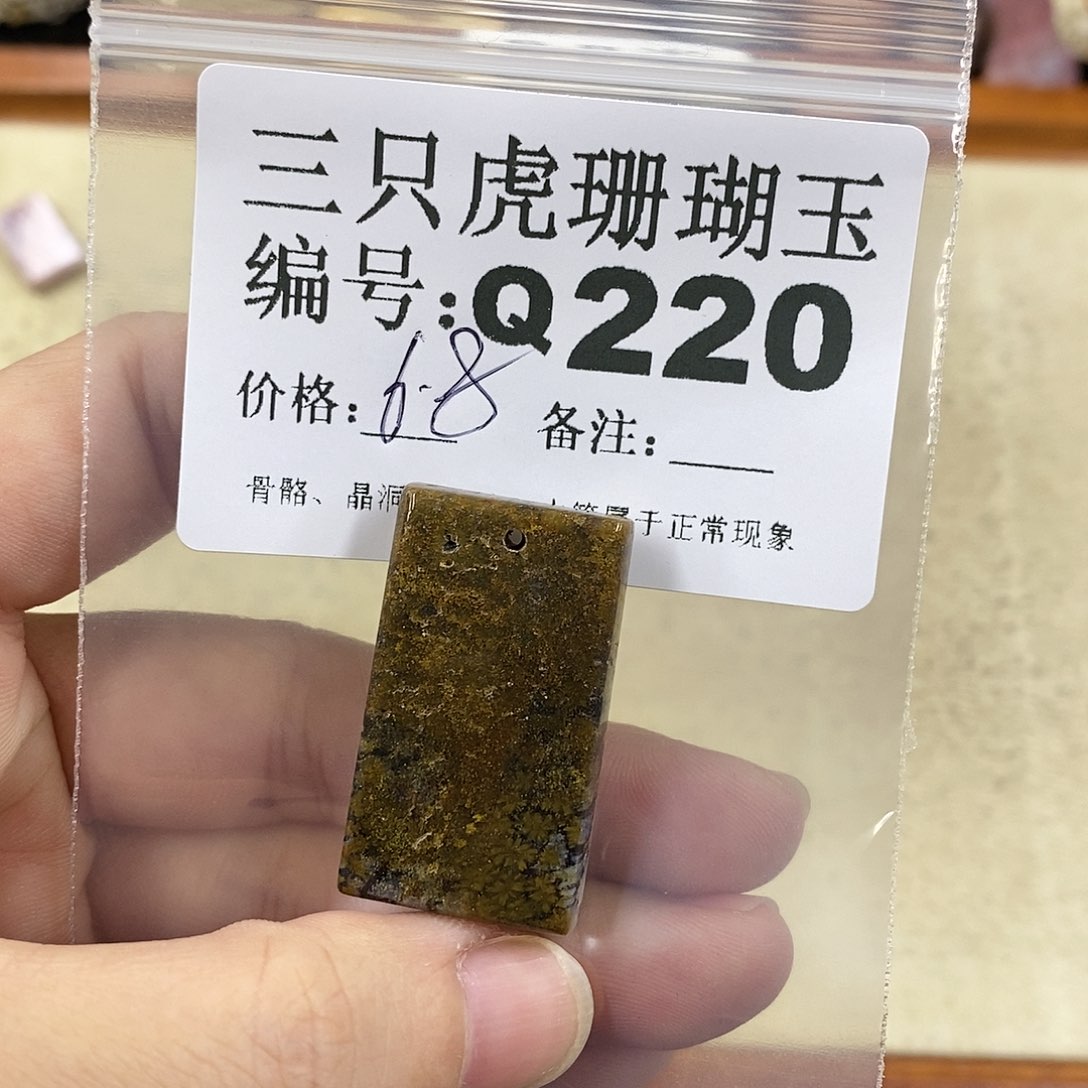 三只虎珊瑚玉
编号:Q220
价格: 68 备注:
骨骼、晶洞 属于正常现象